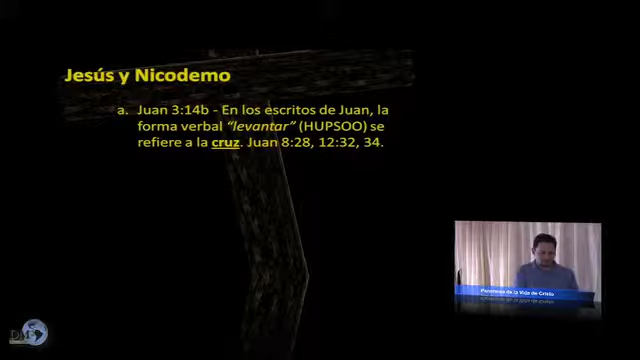 Jesús y Nicodemo
a. Juan 3:14b - En los escritos de Juan, la
forma verbal “levantar” (HUPSOO) se
refiere a la cruz. Juan 8:28, 12:32, 34.
Panorama de la Vida de Cristo